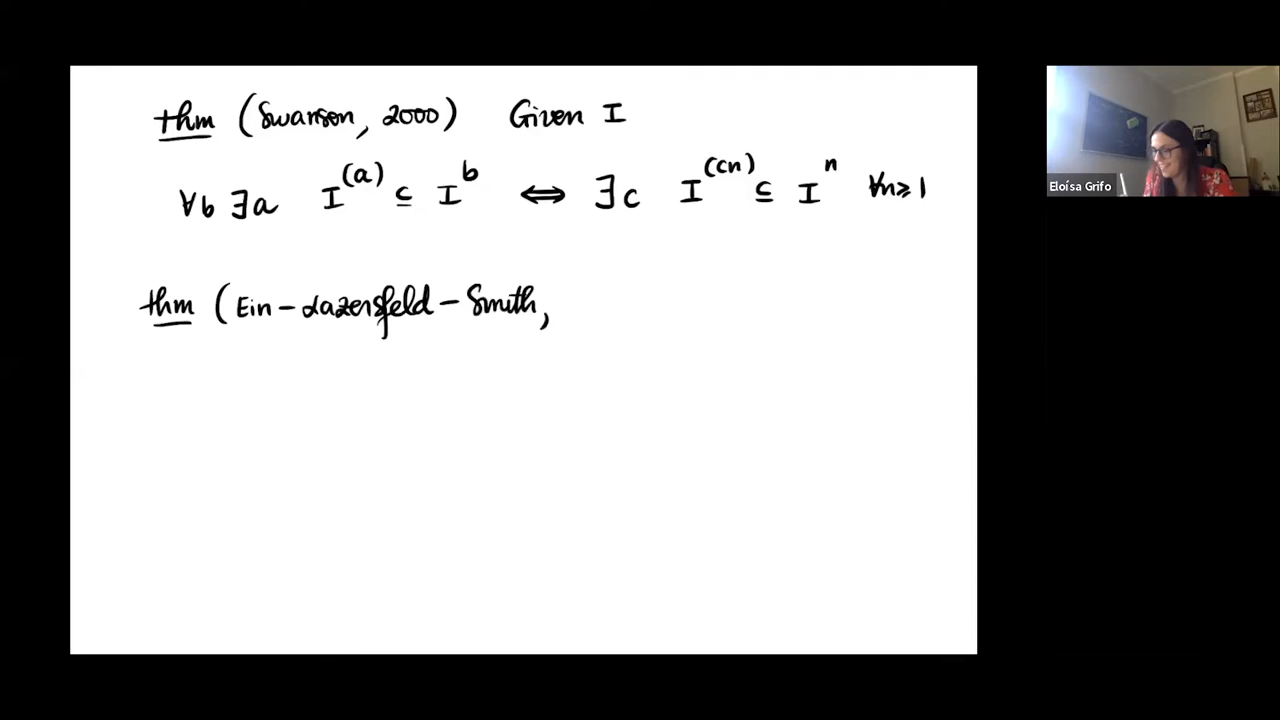 thm (Swanson, 2000) Given I
∀b ∃a I^(a) ⊆ I^b ⟺ ∃c I^(cn) ⊆ I^n ∀n⩾1
thm (Ein-Lazersfeld-Smith,
Eloísa Grifo